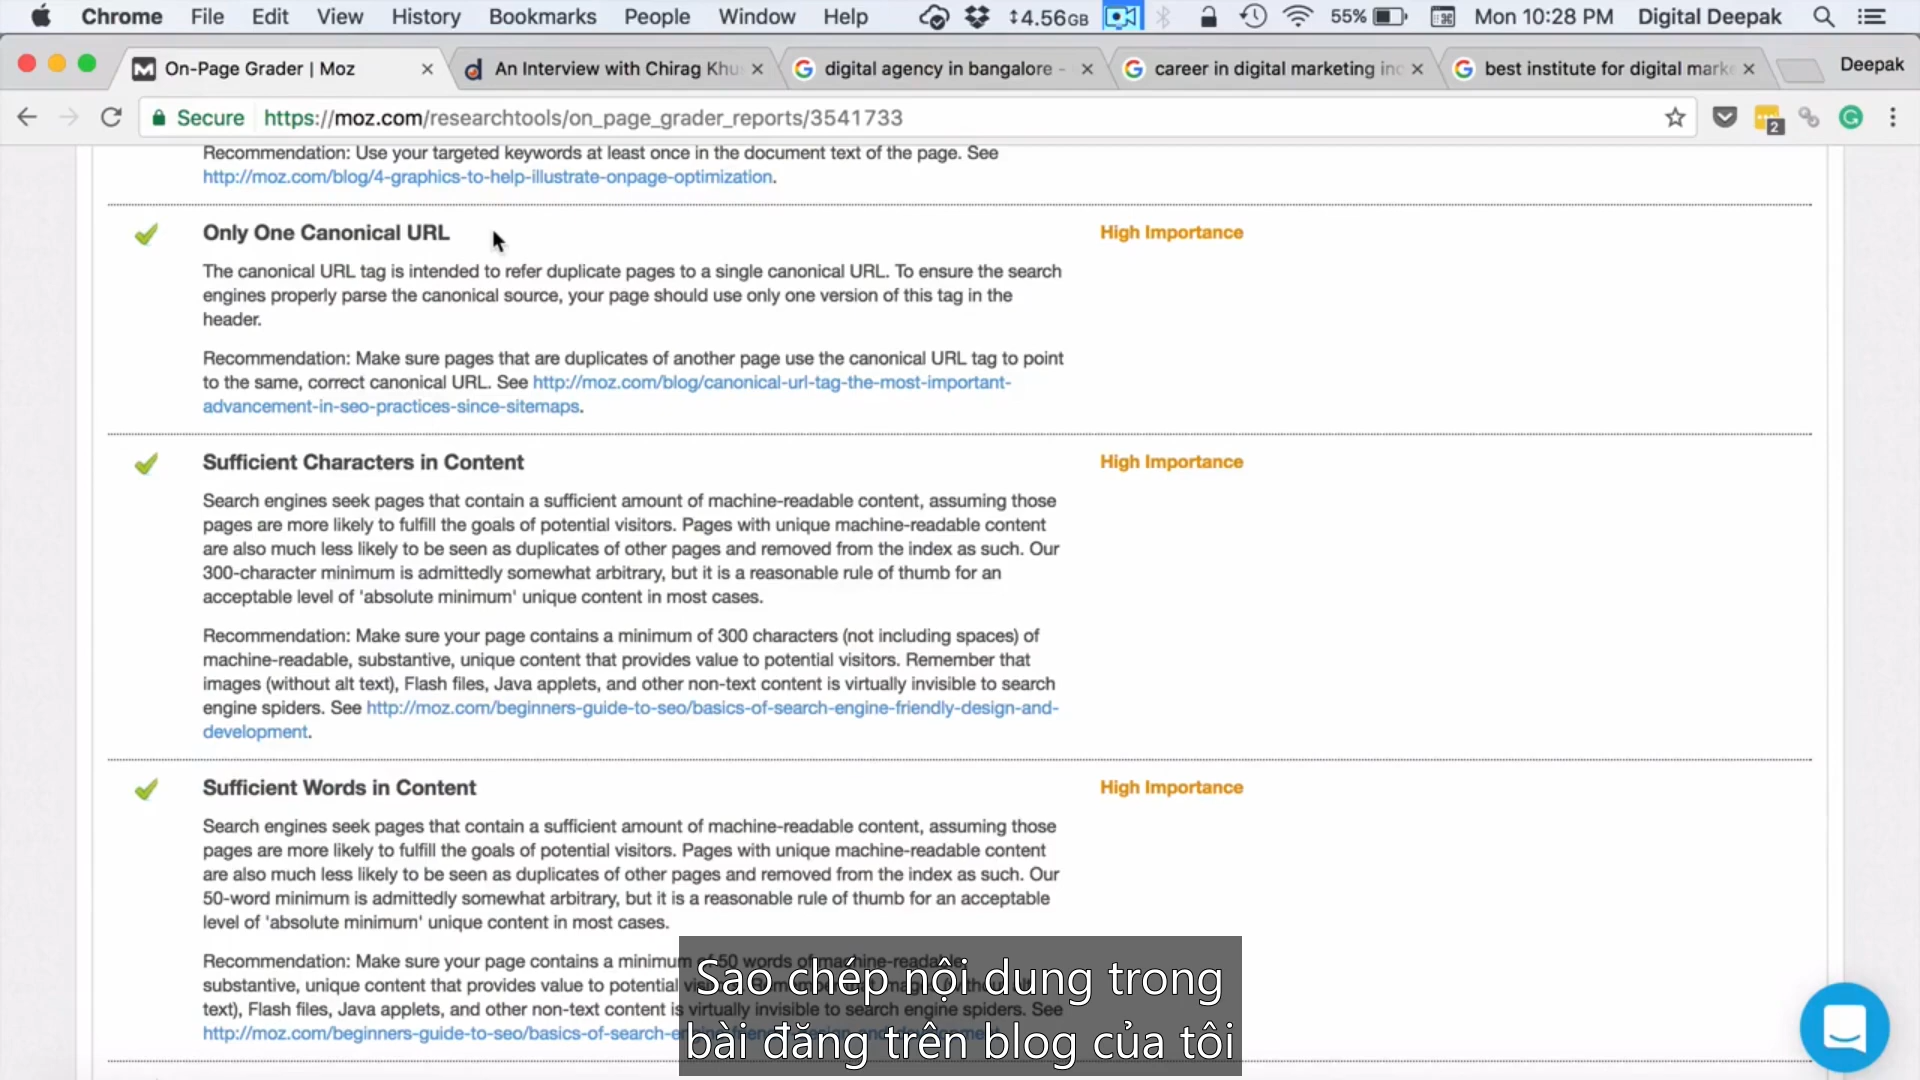 Chrome File Edit View History Bookmarks People Window Help 4.56GB 55% Mon 10:28 PM Digital Deepak
On-Page Grader | Moz An Interview with Chirag Khus digital agency in bangalore - career in digital marketing inc best institute for digital marke Deepak
Secure https://moz.com/researchtools/on_page_grader_reports/3541733 2
Recommendation: Use your targeted keywords at least once in the document text of the page. See
http://moz.com/blog/4-graphics-to-help-illustrate-onpage-optimization.
Only One Canonical URL High Importance
The canonical URL tag is intended to refer duplicate pages to a single canonical URL. To ensure the search
engines properly parse the canonical source, your page should use only one version of this tag in the
header.
Recommendation: Make sure pages that are duplicates of another page use the canonical URL tag to point
to the same, correct canonical URL. See http://moz.com/blog/canonical-url-tag-the-most-important-
advancement-in-seo-practices-since-sitemaps.
Sufficient Characters in Content High Importance
Search engines seek pages that contain a sufficient amount of machine-readable content, assuming those
pages are more likely to fulfill the goals of potential visitors. Pages with unique machine-readable content
are also much less likely to be seen as duplicates of other pages and removed from the index as such. Our
300-character minimum is admittedly somewhat arbitrary, but it is a reasonable rule of thumb for an
acceptable level of 'absolute minimum' unique content in most cases.
Recommendation: Make sure your page contains a minimum of 300 characters (not including spaces) of
machine-readable, substantive, unique content that provides value to potential visitors. Remember that
images (without alt text), Flash files, Java applets, and other non-text content is virtually invisible to search
engine spiders. See http://moz.com/beginners-guide-to-seo/basics-of-search-engine-friendly-design-and-
development.
Sufficient Words in Content High Importance
Search engines seek pages that contain a sufficient amount of machine-readable content, assuming those
pages are more likely to fulfill the goals of potential visitors. Pages with unique machine-readable content
are also much less likely to be seen as duplicates of other pages and removed from the index as such. Our
50-word minimum is admittedly somewhat arbitrary, but it is a reasonable rule of thumb for an acceptable
level of 'absolute minimum' unique content in most cases.
Recommendation: Make sure your page contains a minimum of 50 words of machine-readable,
substantive, unique content that provides value to potential
text), Flash files, Java applets, and other non-text content is virtually invisible to search engine spiders. See
http://moz.com/beginners-guide-to-seo/basics-of-search-
Sao chép nội dung trong
bài đăng trên blog của tôi